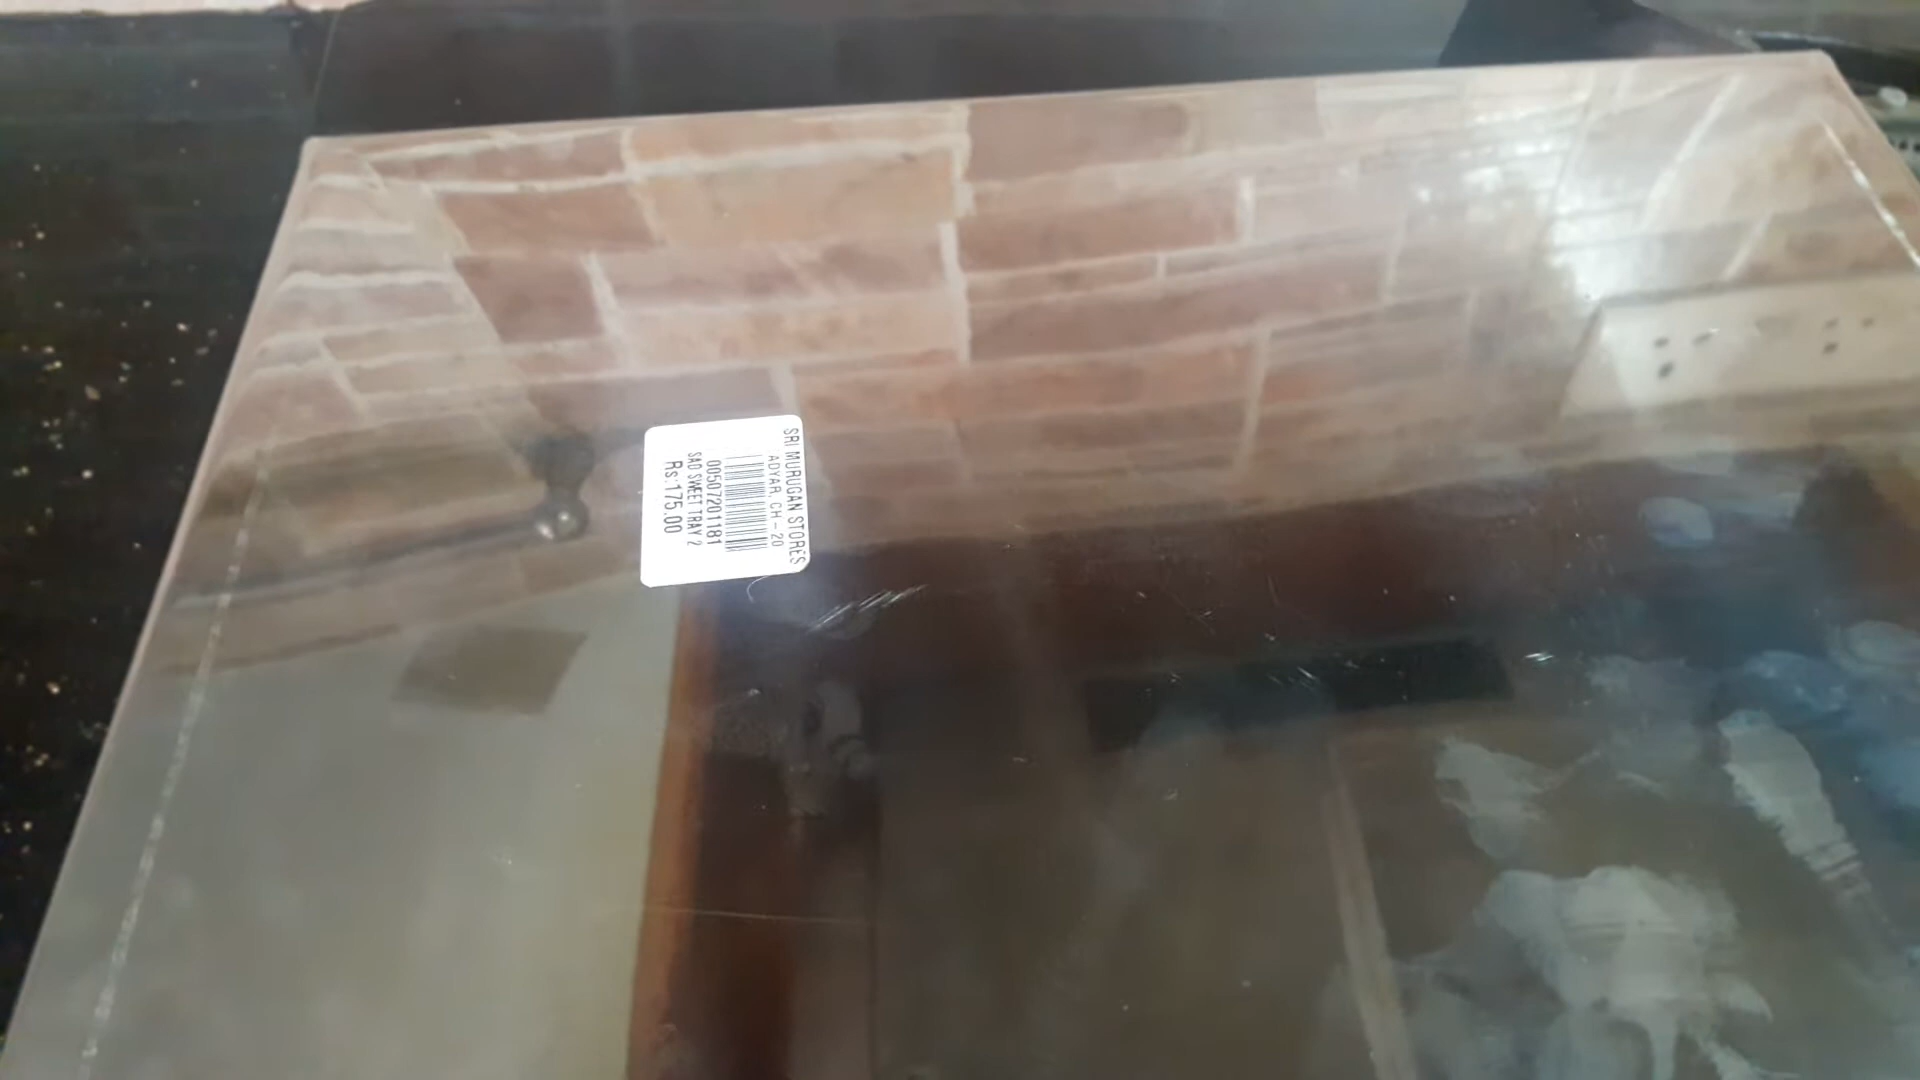 SRI MURUGAN STORES
ADYAR, CH-20
00507201181
SAO SWEET TRAY 2
Rs:175.00